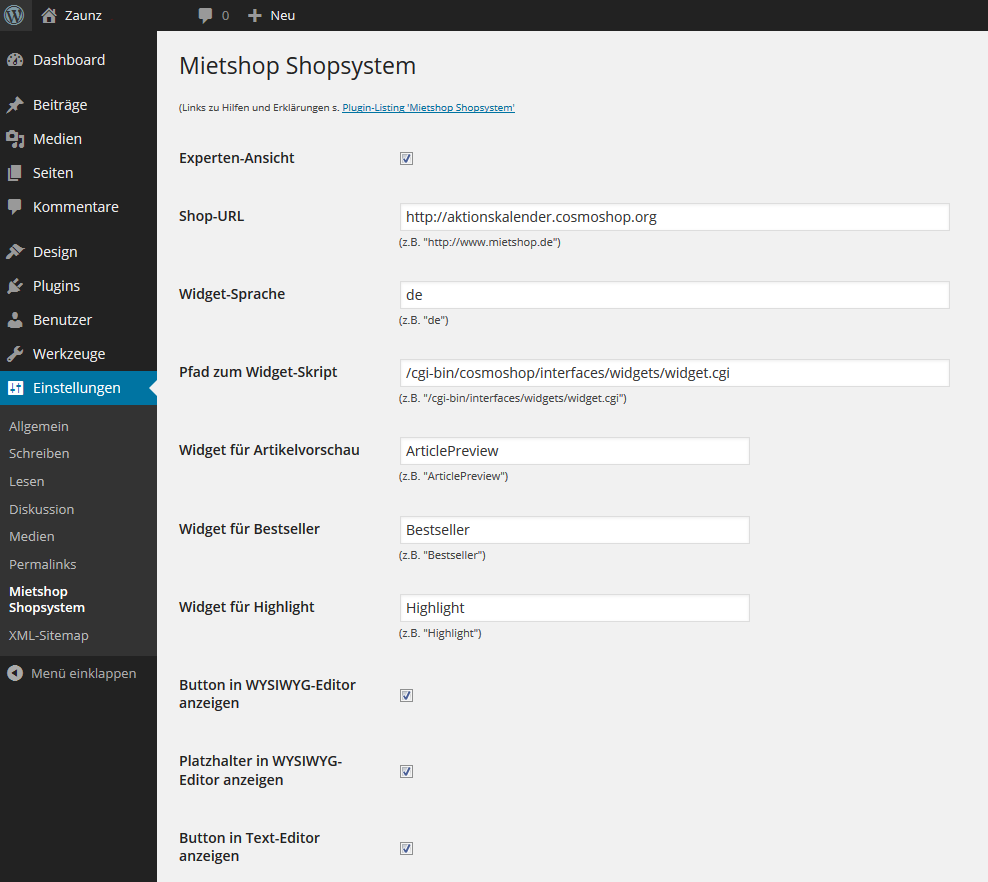 Zaunz 0 Neu
Dashboard
Beiträge
Medien
Seiten
Kommentare
Design
Plugins
Benutzer
Werkzeuge
Einstellungen
Allgemein
Schreiben
Lesen
Diskussion
Medien
Permalinks
Mietshop
Shopsystem
XML-Sitemap
Menü einklappen
Mietshop Shopsystem
(Links zu Hilfen und Erklärungen s. Plugin-Listing 'Mietshop Shopsystem'
Experten-Ansicht
Shop-URL
http://aktionskalender.cosmoshop.org
(z.B. "http://www.mietshop.de")
Widget-Sprache
de
(z.B. "de")
Pfad zum Widget-Skript
/cgi-bin/cosmoshop/interfaces/widgets/widget.cgi
(z.B. "/cgi-bin/interfaces/widgets/widget.cgi")
Widget für Artikelvorschau
ArticlePreview
(z.B. "ArticlePreview")
Widget für Bestseller
Bestseller
(z.B. "Bestseller")
Widget für Highlight
Highlight
(z.B. "Highlight")
Button in WYSIWYG-Editor
anzeigen
Platzhalter in WYSIWYG-
Editor anzeigen
Button in Text-Editor
anzeigen